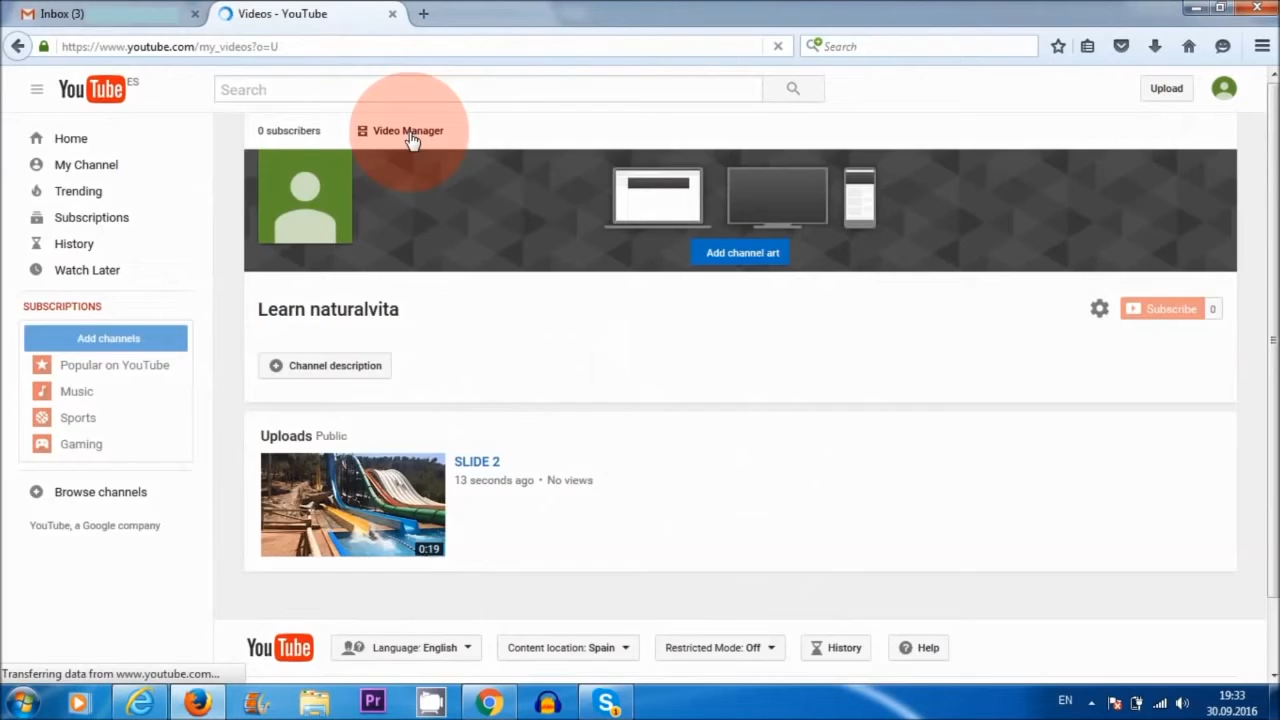 Inbox (3)
Videos - YouTube
https://www.youtube.com/my_videos?o=U
Search
YouTube ES
Search
Upload
Home
My Channel
Trending
Subscriptions
History
Watch Later
SUBSCRIPTIONS
Add channels
Popular on YouTube
Music
Sports
Gaming
Browse channels
YouTube, a Google company
0 subscribers
Video Manager
Add channel art
Learn naturalvita
Subscribe 0
Channel description
Uploads Public
SLIDE 2
13 seconds ago • No views
0:19
YouTube
Language: English
Content location: Spain
Restricted Mode: Off
History
Help
Transferring data from www.youtube.com...
Pr
S
1
EN
19:33
30.09.2016